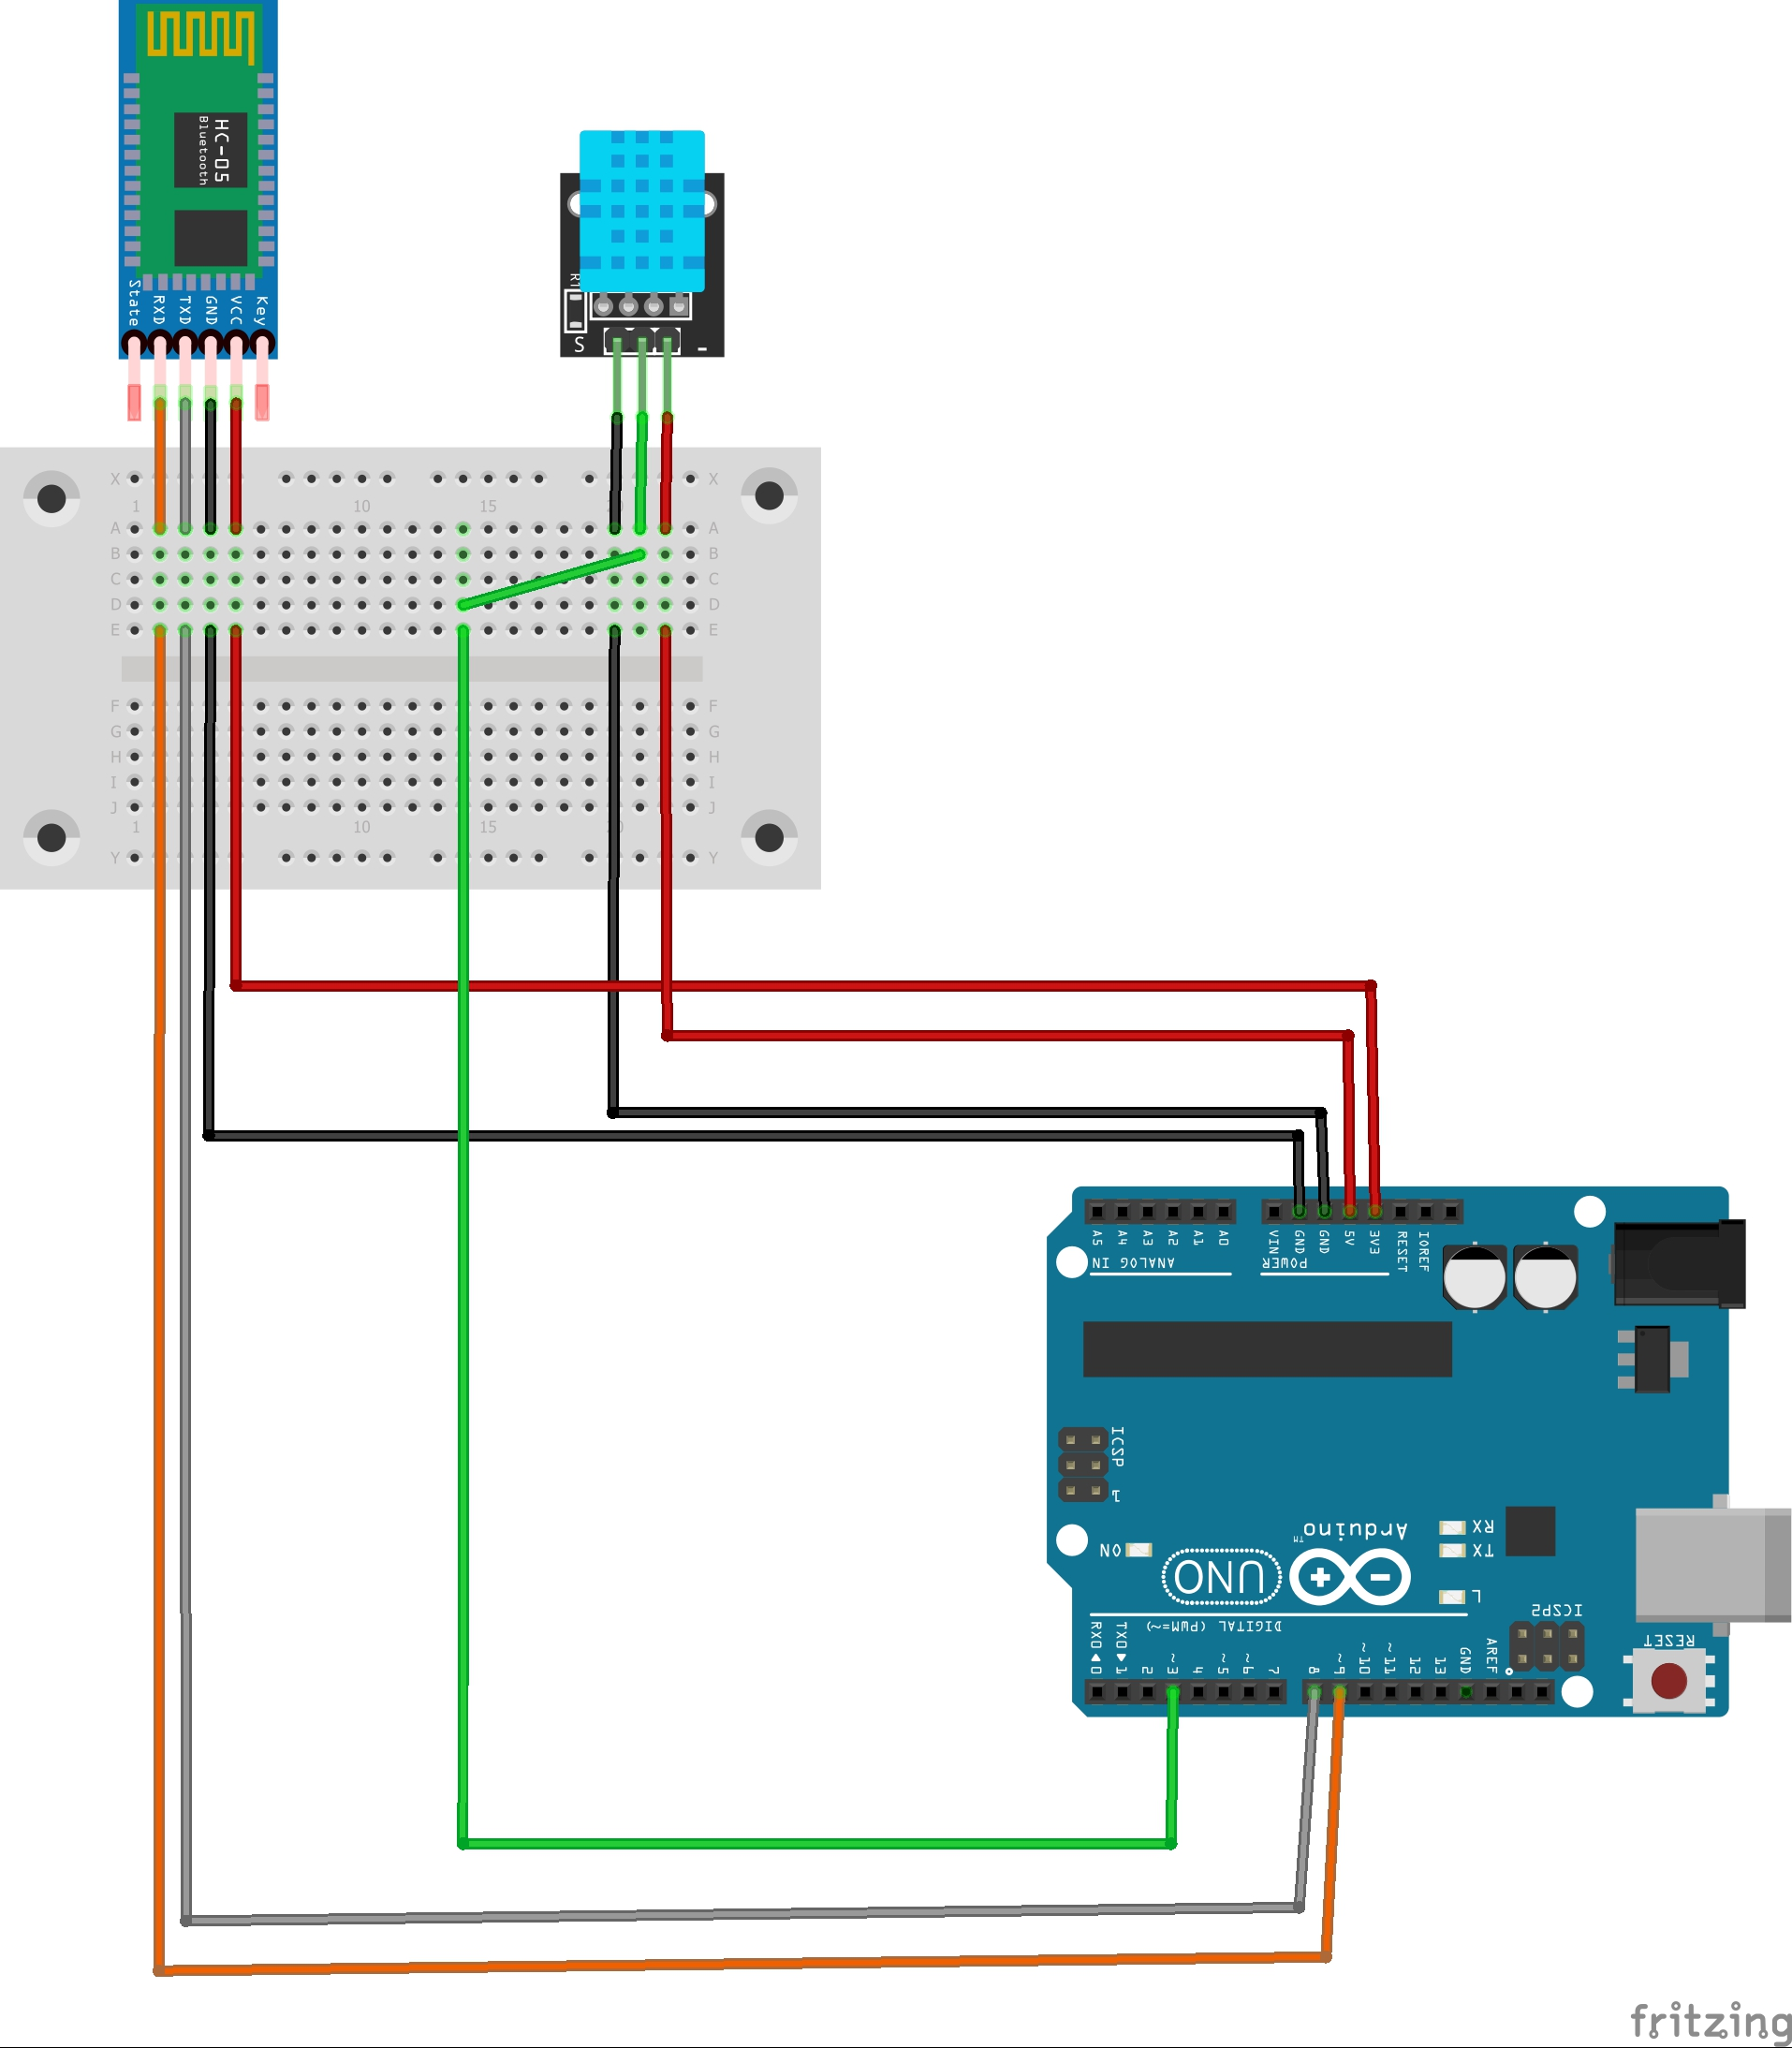 HC-05
Bluetooth
State
RXD
TXD
GND
VCC
Key
S
-
X X
1 10 15
A A
B B
C C
D D
E E
F F
G G
H H
I I
J J
1 10 15
Y Y
A5 A4 A3 A2 A1 A0
ANALOG IN
VIN GND GND 5V 3V3 RESET IOREF
POWER
ICSP
1
ON
UNO
Arduino
TM
RX
TX
L
ICSP2
RESET
DIGITAL (PWM=~)
RX0 0
TX0 1
2
~3
4
~5
~6
7
8
~9
~10
~11
12
13
GND
AREF
fritzing